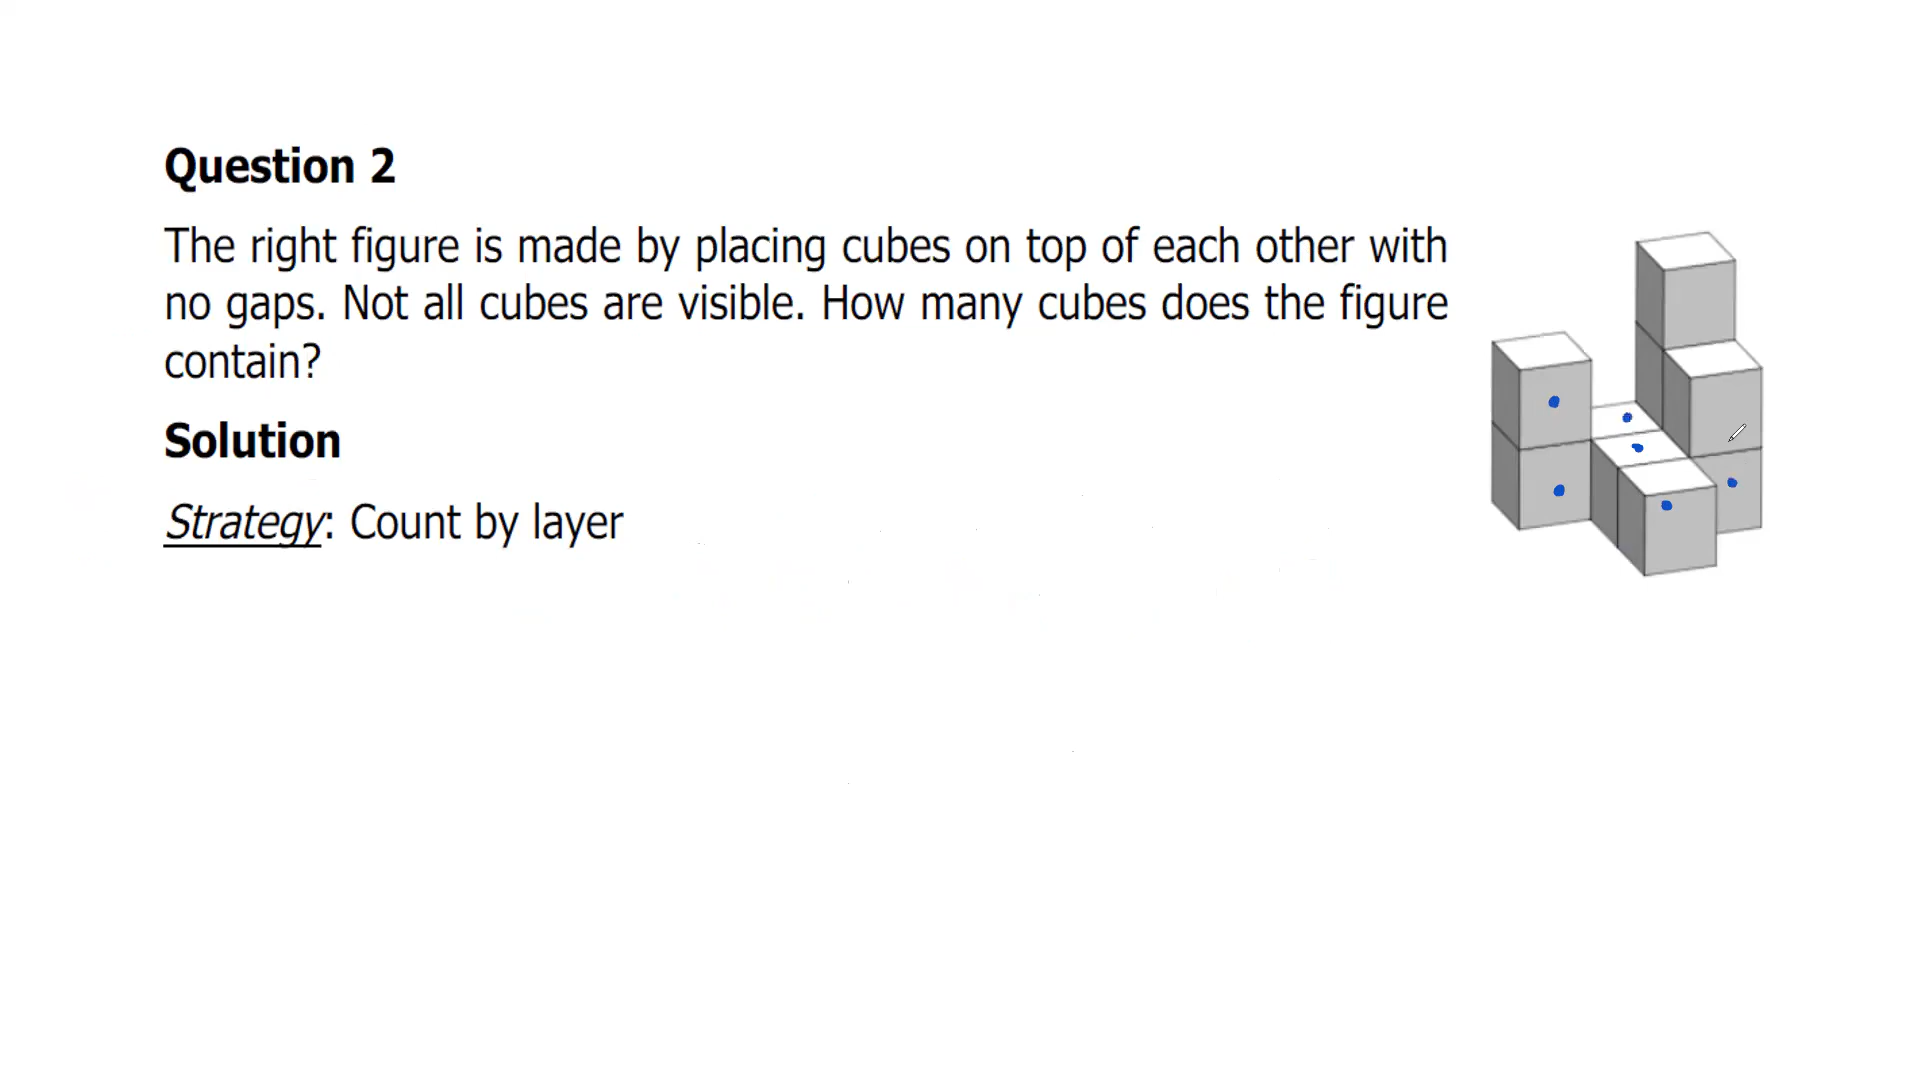 Question 2
The right figure is made by placing cubes on top of each other with
no gaps. Not all cubes are visible. How many cubes does the figure
contain?
Solution
Strategy: Count by layer